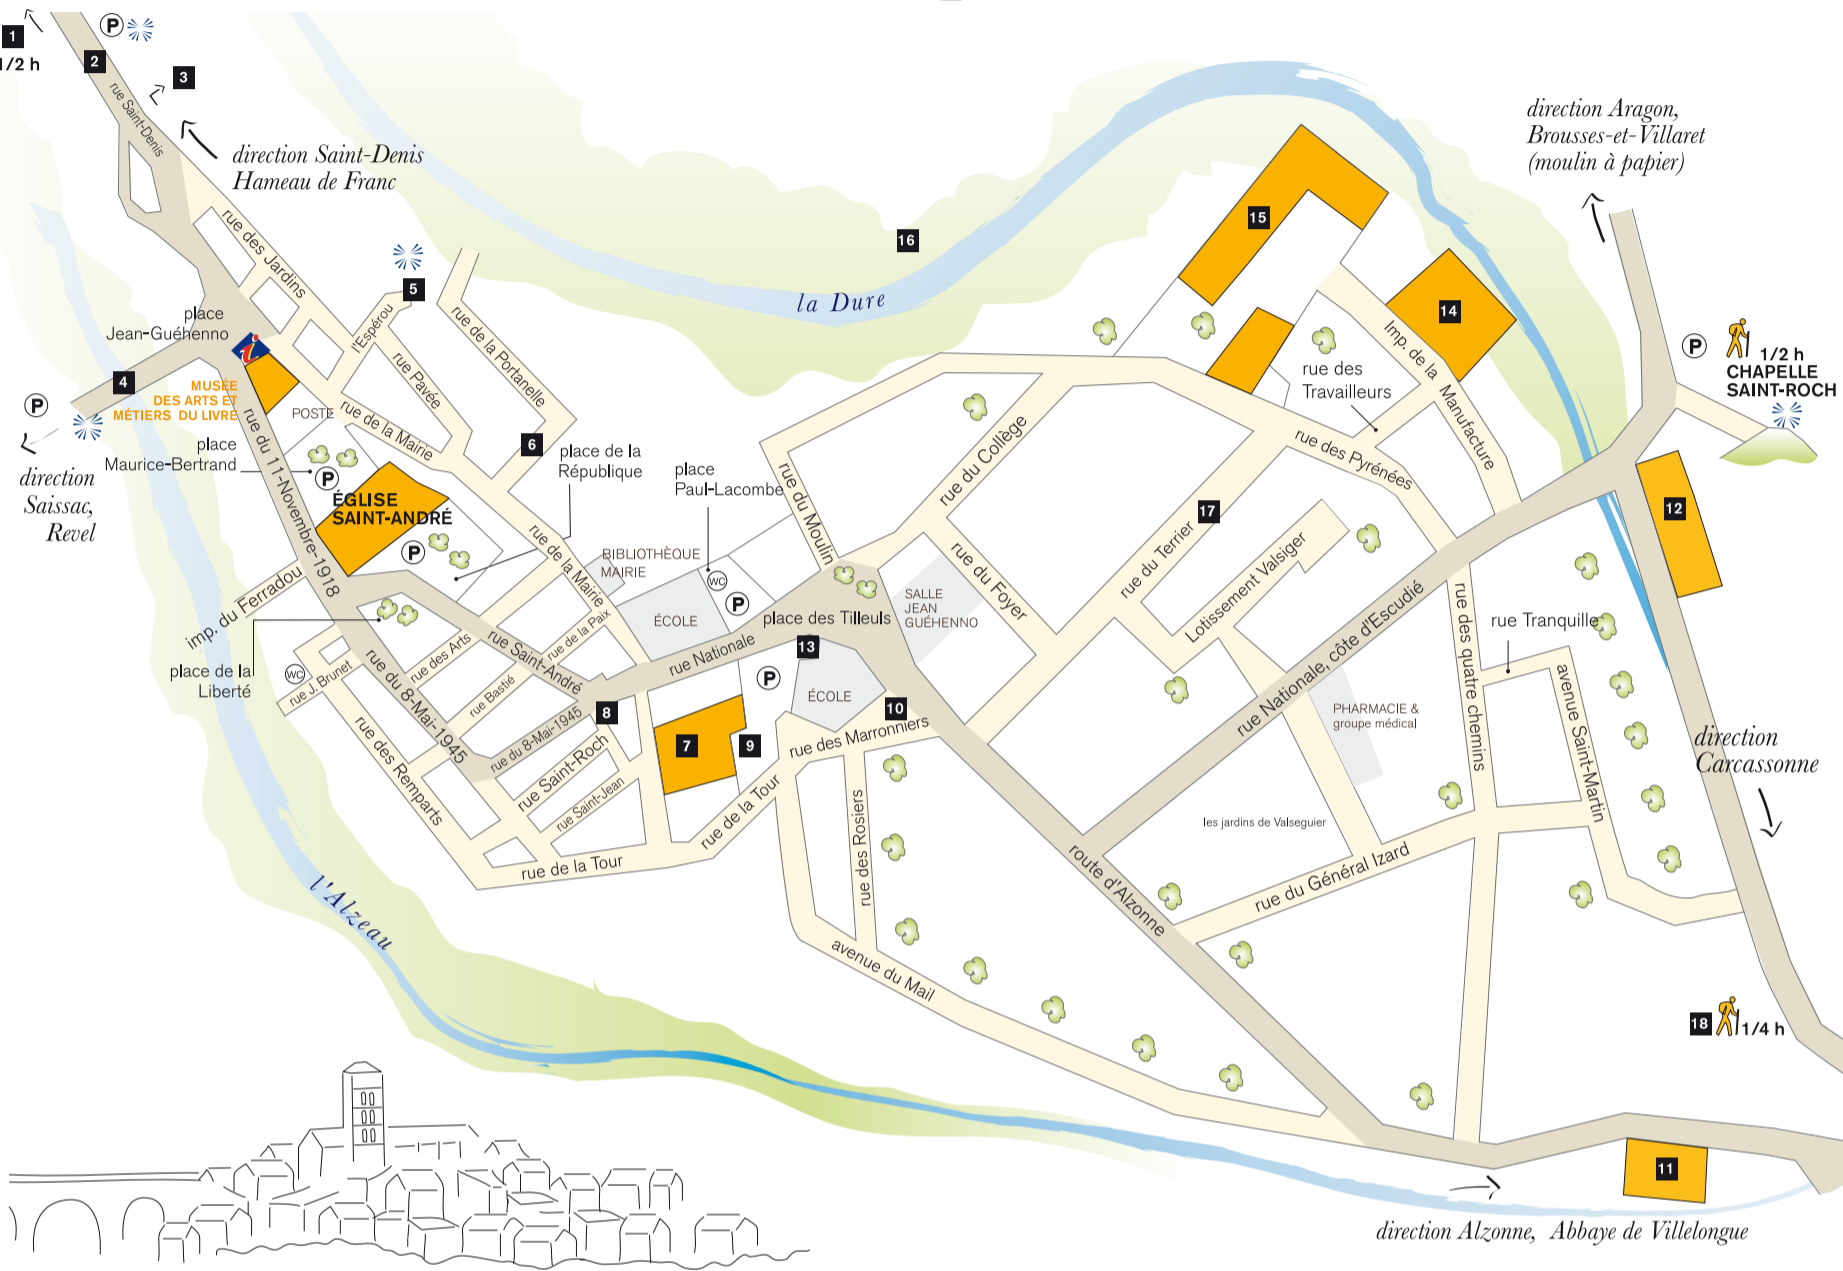 1
1/2 h
2
P
3
rue Saint-Denis
direction Saint-Denis
Hameau de Franc
rue des Jardins
5
l'Espérou
rue Pavée
rue de la Portanelle
6
place
Jean-Guéhenno
i
4
P
MUSÉE
DES ARTS ET
MÉTIERS DU LIVRE
POSTE
rue de la Mairie
direction
Saissac,
Revel
place
Maurice-Bertrand
P
rue du 11-Novembre-1918
ÉGLISE
SAINT-ANDRÉ
P
place de la
République
place
Paul-Lacombe
rue de la Mairie
BIBLIOTHÈQUE
MAIRIE
WC
P
ÉCOLE
imp. du Ferradou
place de la
Liberté
WC
rue J. Brunet
rue des Remparts
rue du 8-Mai-1945
rue des Arts
rue Bastié
rue de la Paix
rue Saint-André
rue du 8-Mai-1945
8
rue Saint-Roch
rue Saint-Jean
rue de la Tour
rue Nationale
7
9
P
rue de la Tour
place des Tilleuls
13
ÉCOLE
10
rue des Marronniers
rue des Rosiers
avenue du Mail
l'Alzeau
16
la Dure
15
14
Imp. de la Manufacture
rue des
Travailleurs
rue des Pyrénées
rue du Collège
rue du Moulin
rue du Foyer
SALLE
JEAN
GUÉHENNO
17
rue du Terrier
Lotissement Valsiger
rue Nationale, côte d'Escudié
PHARMACIE &
groupe médical
les jardins de Valseguier
rue du Général Izard
route d'Alzonne
rue des quatre chemins
rue Tranquille
avenue Saint-Martin
direction Aragon,
Brousses-et-Villaret
(moulin à papier)
P
1/2 h
CHAPELLE
SAINT-ROCH
12
direction
Carcassonne
18
1/4 h
11
direction Alzonne, Abbaye de Villelongue